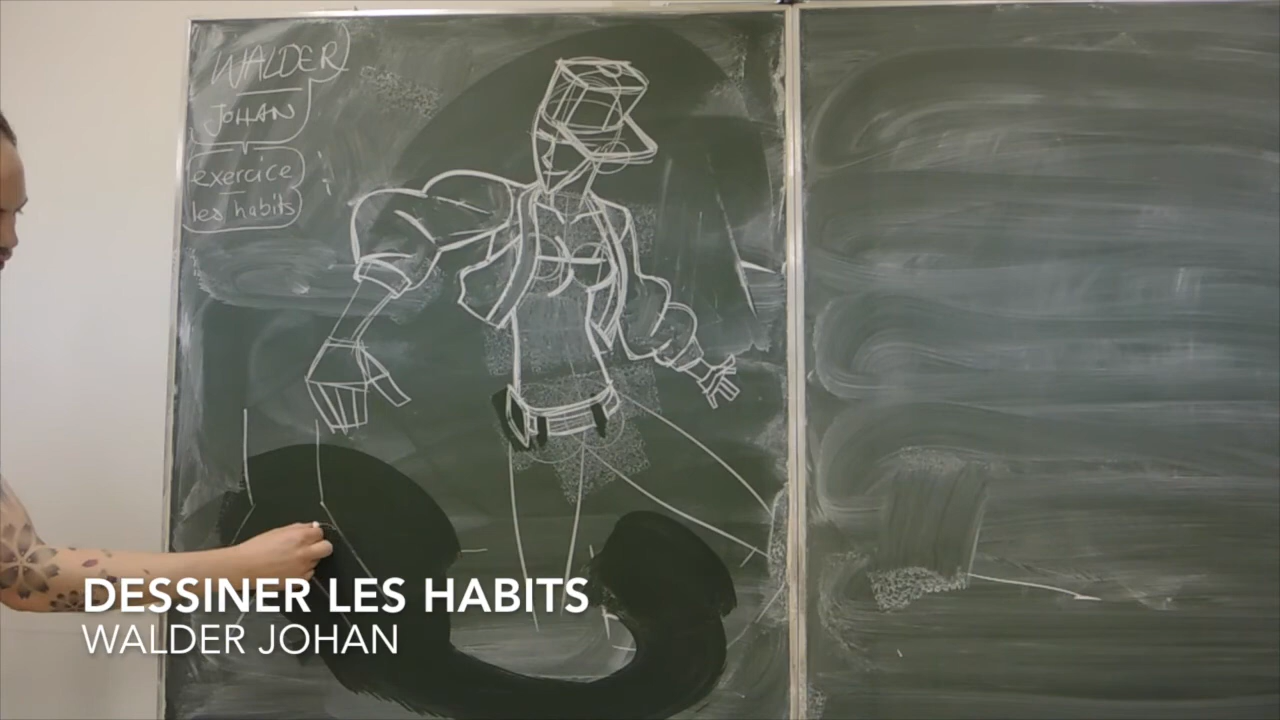 WALDER
JOHAN
exercice
les habits
DESSINER LES HABITS
WALDER JOHAN